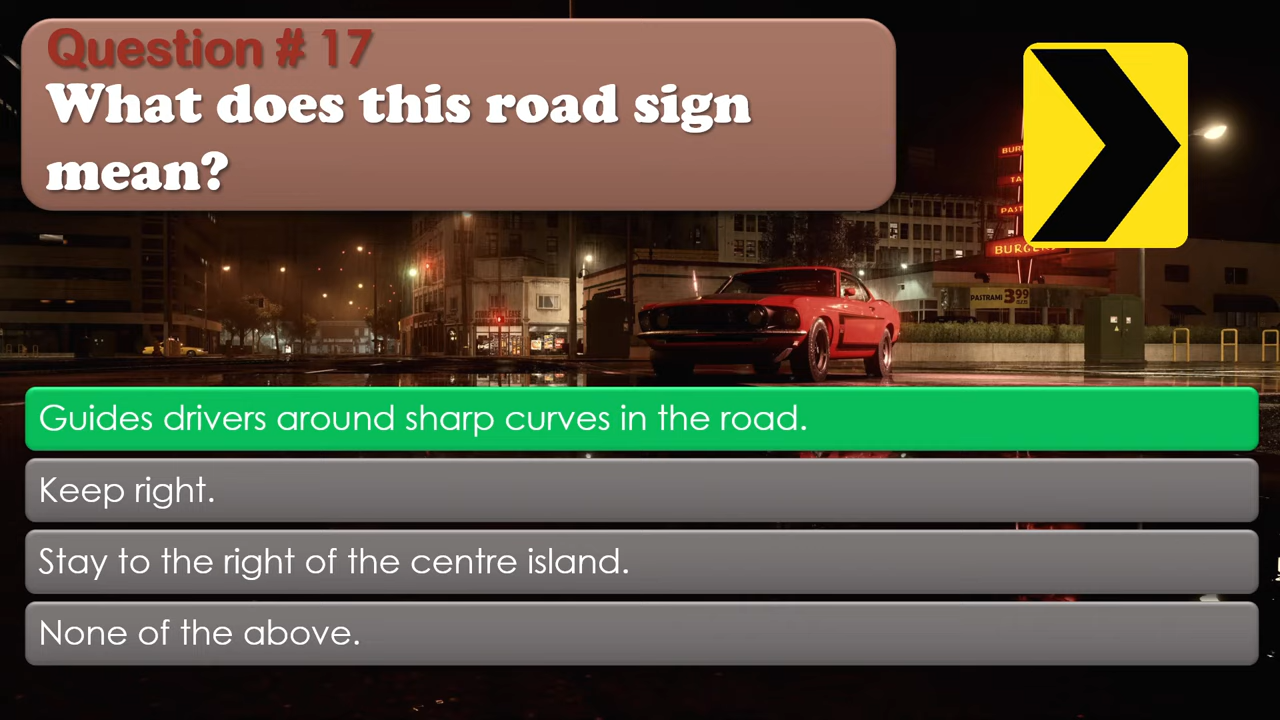 Question # 17
What does this road sign
mean?
BURGERS
PASTRAMI 3.99
Guides drivers around sharp curves in the road.
Keep right.
Stay to the right of the centre island.
None of the above.